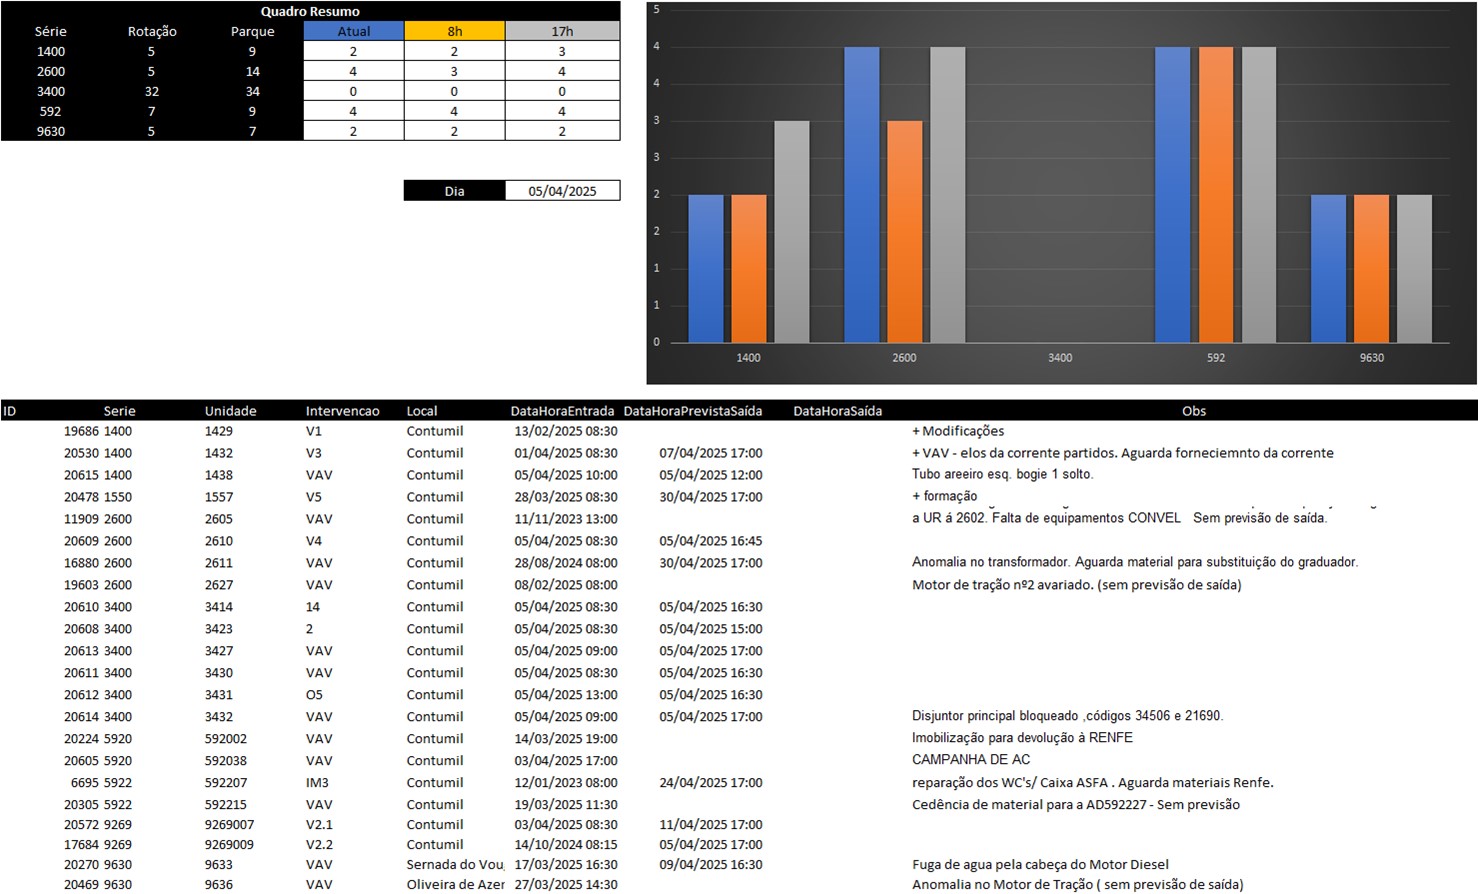 Quadro Resumo
Série Rotação Parque Atual 8h 17h
1400 5 9 2 2 3
2600 5 14 4 3 4
3400 32 34 0 0 0
592 7 9 4 4 4
9630 5 7 2 2 2
Dia 05/04/2025
5
4
4
3
3
2
2
1
1
0
1400 2600 3400 592 9630
ID Serie Unidade Intervencao Local DataHoraEntrada DataHoraPrevistaSaída DataHoraSaída Obs
19686 1400 1429 V1 Contumil 13/02/2025 08:30 + Modificações
20530 1400 1432 V3 Contumil 01/04/2025 08:30 07/04/2025 17:00 + VAV - elos da corrente partidos. Aguarda forneciemnto da corrente
20615 1400 1438 VAV Contumil 05/04/2025 10:00 05/04/2025 12:00 Tubo areeiro esq. bogie 1 solto.
20478 1550 1557 V5 Contumil 28/03/2025 08:30 30/04/2025 17:00 + formação
11909 2600 2605 VAV Contumil 11/11/2023 13:00 a UR á 2602. Falta de equipamentos CONVEL Sem previsão de saída.
20609 2600 2610 V4 Contumil 05/04/2025 08:30 05/04/2025 16:45
16880 2600 2611 VAV Contumil 28/08/2024 08:00 30/04/2025 17:00 Anomalia no transformador. Aguarda material para substituição do graduador.
19603 2600 2627 VAV Contumil 08/02/2025 08:00 Motor de tração nº2 avariado. (sem previsão de saída)
20610 3400 3414 14 Contumil 05/04/2025 08:30 05/04/2025 16:30
20608 3400 3423 2 Contumil 05/04/2025 08:30 05/04/2025 15:00
20613 3400 3427 VAV Contumil 05/04/2025 09:00 05/04/2025 17:00
20611 3400 3430 VAV Contumil 05/04/2025 08:30 05/04/2025 16:30
20612 3400 3431 O5 Contumil 05/04/2025 13:00 05/04/2025 16:30
20614 3400 3432 VAV Contumil 05/04/2025 09:00 05/04/2025 17:00 Disjuntor principal bloqueado ,códigos 34506 e 21690.
20224 5920 592002 VAV Contumil 14/03/2025 19:00 Imobilização para devolução à RENFE
20605 5920 592038 VAV Contumil 03/04/2025 17:00 CAMPANHA DE AC
6695 5922 592207 IM3 Contumil 12/01/2023 08:00 24/04/2025 17:00 reparação dos WC's/ Caixa ASFA . Aguarda materiais Renfe.
20305 5922 592215 VAV Contumil 19/03/2025 11:30 Cedência de material para a AD592227 - Sem previsão
20572 9269 9269007 V2.1 Contumil 03/04/2025 08:30 11/04/2025 17:00
17684 9269 9269009 V2.2 Contumil 14/10/2024 08:15 05/04/2025 17:00
20270 9630 9633 VAV Sernada do Vou 17/03/2025 16:30 09/04/2025 16:30 Fuga de agua pela cabeça do Motor Diesel
20469 9630 9636 VAV Oliveira de Azer 27/03/2025 14:30 Anomalia no Motor de Tração ( sem previsão de saída)